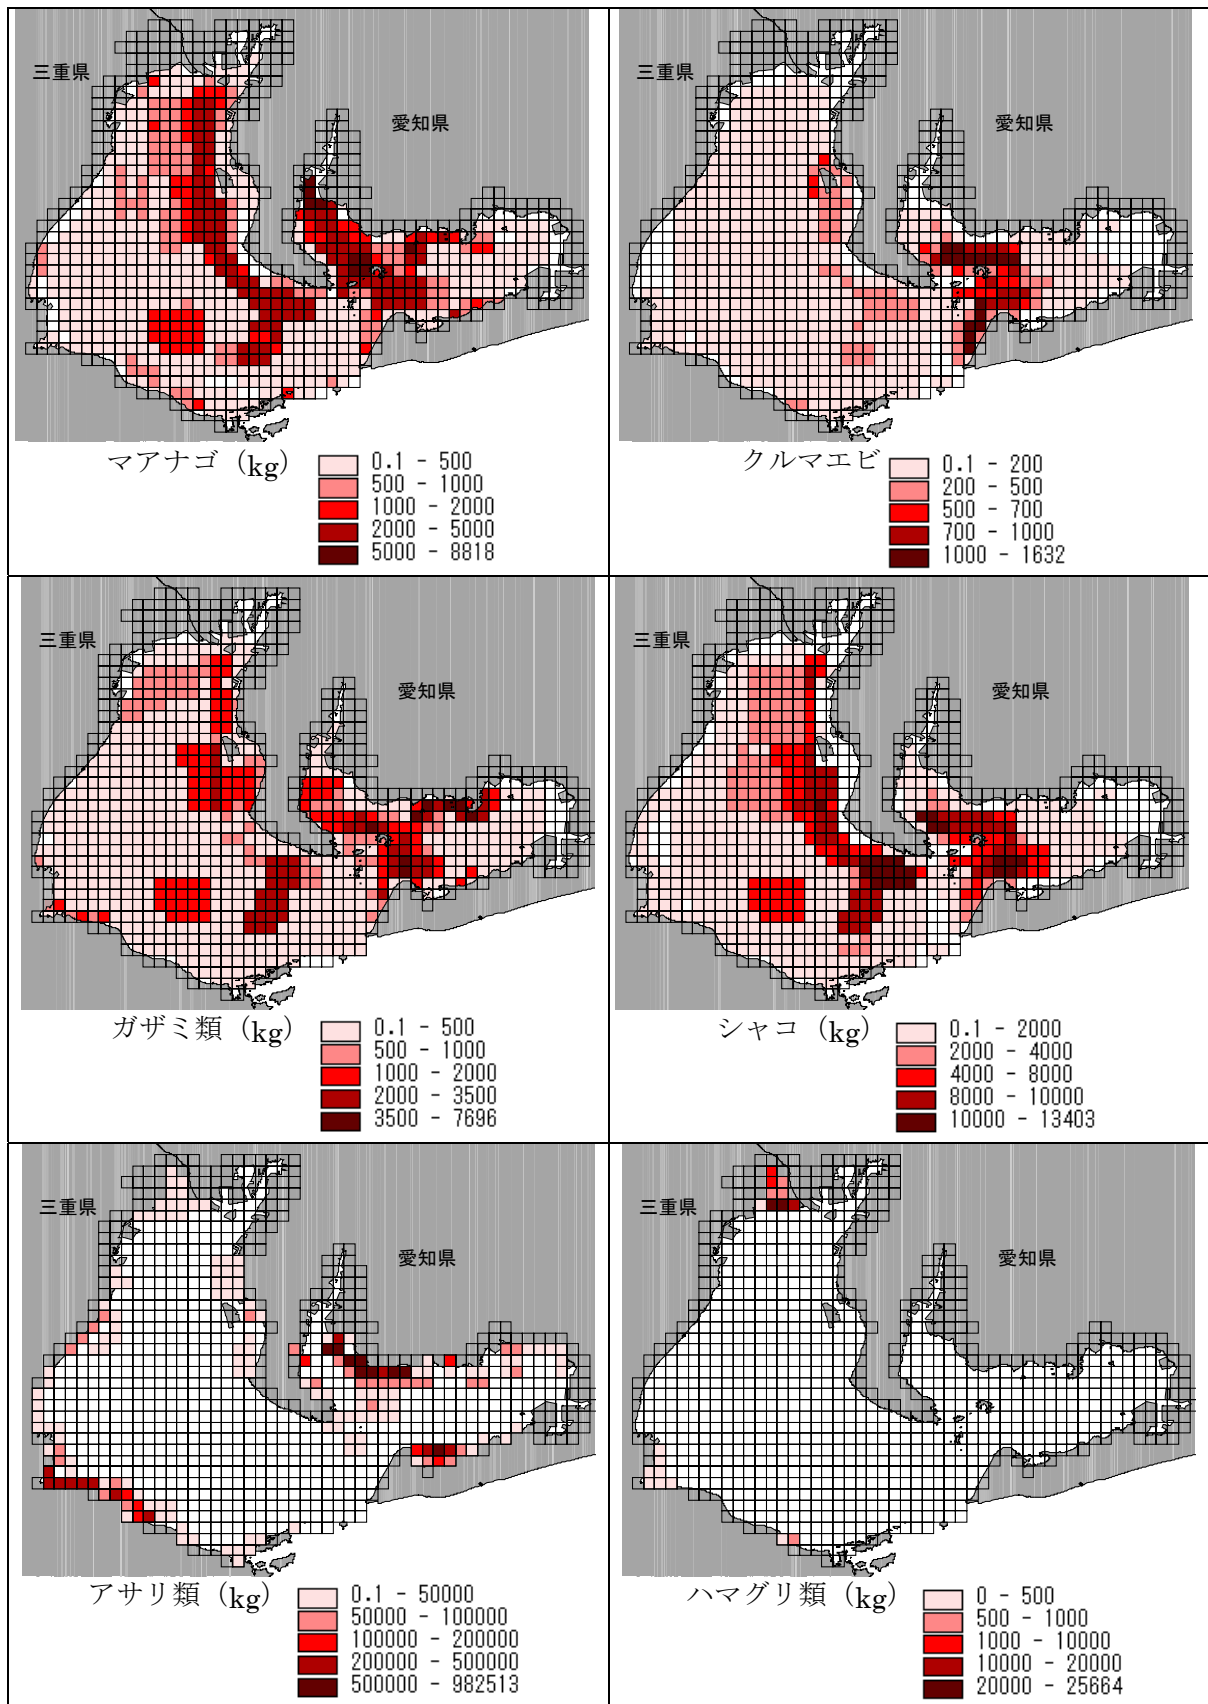 三重県
愛知県
マアナゴ (kg)
0.1 - 500
500 - 1000
1000 - 2000
2000 - 5000
5000 - 8818
三重県
愛知県
クルマエビ
0.1 - 200
200 - 500
500 - 700
700 - 1000
1000 - 1632
三重県
愛知県
ガザミ類 (kg)
0.1 - 500
500 - 1000
1000 - 2000
2000 - 3500
3500 - 7696
三重県
愛知県
シャコ (kg)
0.1 - 2000
2000 - 4000
4000 - 8000
8000 - 10000
10000 - 13403
三重県
愛知県
アサリ類 (kg)
0.1 - 50000
50000 - 100000
100000 - 200000
200000 - 500000
500000 - 982513
三重県
愛知県
ハマグリ類 (kg)
0 - 500
500 - 1000
1000 - 10000
10000 - 20000
20000 - 25664